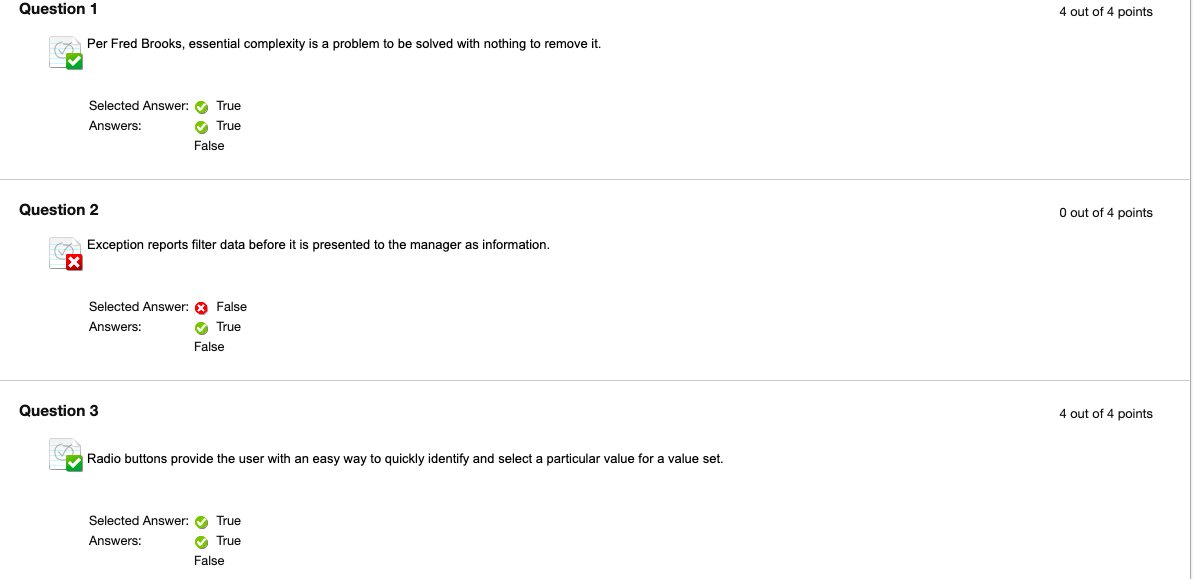 Question 1
4 out of 4 points
Per Fred Brooks, essential complexity is a problem to be solved with nothing to remove it.
Selected Answer: True
Answers: True
False
Question 2
0 out of 4 points
Exception reports filter data before it is presented to the manager as information.
Selected Answer: False
Answers: True
False
Question 3
4 out of 4 points
Radio buttons provide the user with an easy way to quickly identify and select a particular value for a value set.
Selected Answer: True
Answers: True
False